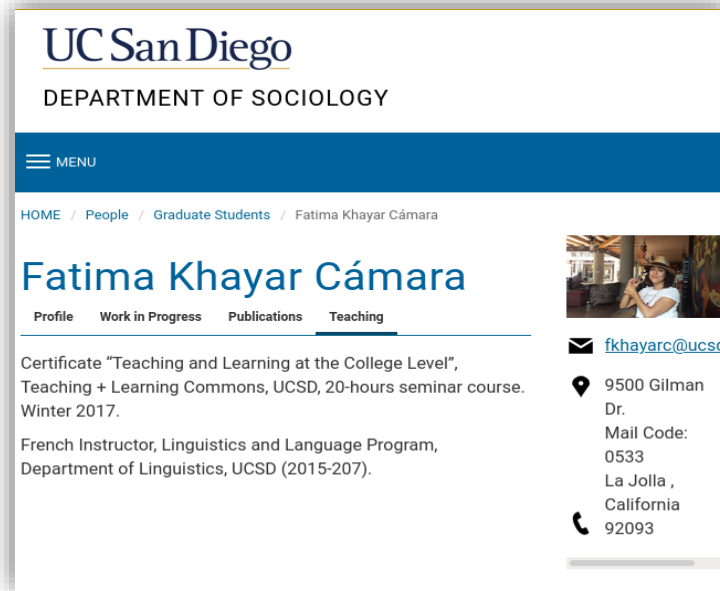 UC San Diego
DEPARTMENT OF SOCIOLOGY
MENU
HOME / People / Graduate Students / Fatima Khayar Cámara
Fatima Khayar Cámara
Profile Work in Progress Publications Teaching
Certificate “Teaching and Learning at the College Level”,
Teaching + Learning Commons, UCSD, 20-hours seminar course.
Winter 2017.
French Instructor, Linguistics and Language Program,
Department of Linguistics, UCSD (2015-207).
fkhayarc@ucsd
9500 Gilman
Dr.
Mail Code:
0533
La Jolla ,
California
92093